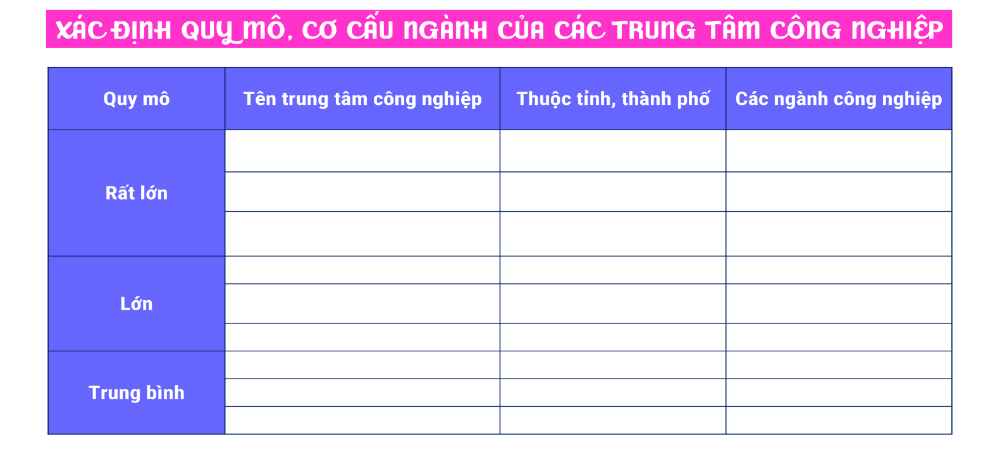 XÁC ĐỊNH QUY MÔ, CƠ CẤU NGÀNH CỦA CÁC TRUNG TÂM CÔNG NGHIỆP
Quy mô
Tên trung tâm công nghiệp
Thuộc tỉnh, thành phố
Các ngành công nghiệp
Rất lớn
Lớn
Trung bình